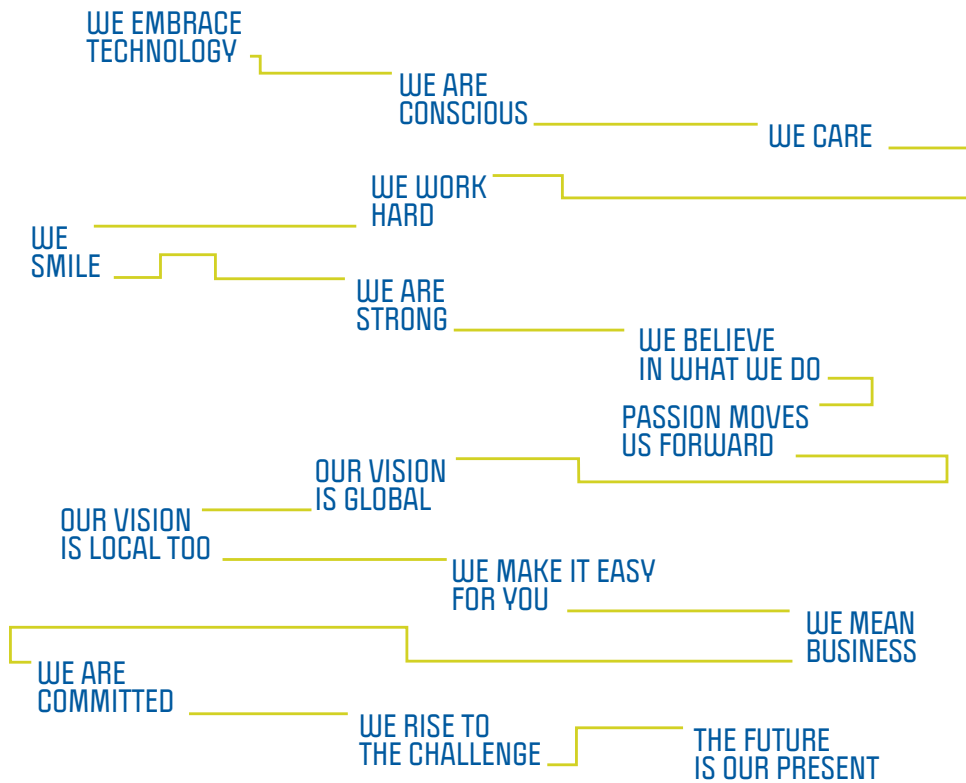 WE EMBRACE
TECHNOLOGY
WE ARE
CONSCIOUS
WE CARE
WE WORK
HARD
WE
SMILE
WE ARE
STRONG
WE BELIEVE
IN WHAT WE DO
PASSION MOVES
US FORWARD
OUR VISION
IS GLOBAL
OUR VISION
IS LOCAL TOO
WE MAKE IT EASY
FOR YOU
WE MEAN
BUSINESS
WE ARE
COMMITTED
WE RISE TO
THE CHALLENGE
THE FUTURE
IS OUR PRESENT